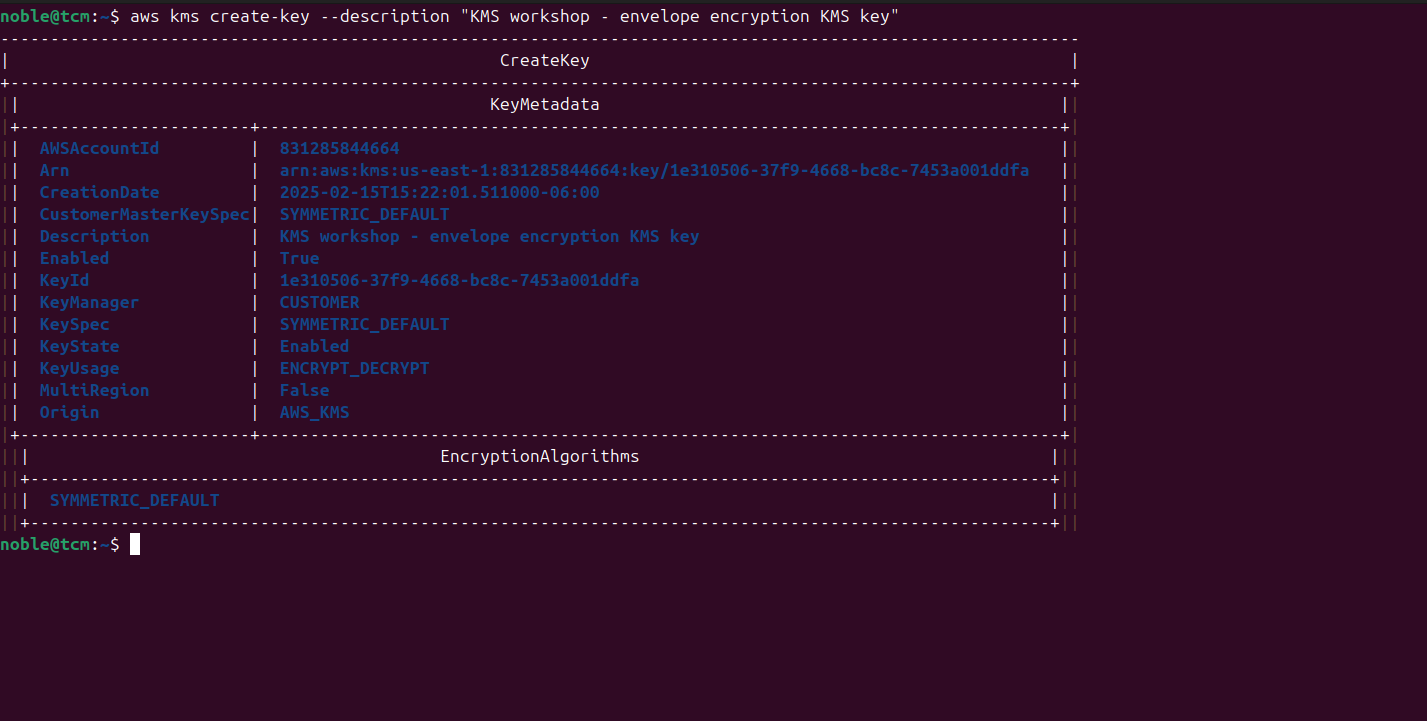 noble@tcm:~$ aws kms create-key --description "KMS workshop - envelope encryption KMS key"
------------------------------------------------------------------------------------------------------------
|                                                CreateKey                                                 |
+----------------------------------------------------------------------------------------------------------+
||                                              KeyMetadata                                             ||
|+-----------------------+--------------------------------------------------------------------------------+|
||  AWSAccountId         |  831285844664                                                                  ||
||  Arn                  |  arn:aws:kms:us-east-1:831285844664:key/1e310506-37f9-4668-bc8c-7453a001ddfa   ||
||  CreationDate         |  2025-02-15T15:22:01.511000-06:00                                              ||
||  CustomerMasterKeySpec|  SYMMETRIC_DEFAULT                                                             ||
||  Description          |  KMS workshop - envelope encryption KMS key                                    ||
||  Enabled              |  True                                                                          ||
||  KeyId                |  1e310506-37f9-4668-bc8c-7453a001ddfa                                          ||
||  KeyManager           |  CUSTOMER                                                                      ||
||  KeySpec              |  SYMMETRIC_DEFAULT                                                             ||
||  KeyState             |  Enabled                                                                       ||
||  KeyUsage             |  ENCRYPT_DECRYPT                                                               ||
||  MultiRegion          |  False                                                                         ||
||  Origin               |  AWS_KMS                                                                       ||
|+-----------------------+--------------------------------------------------------------------------------+|
|||                                         EncryptionAlgorithms                                         |||
||+------------------------------------------------------------------------------------------------------+||
|||  SYMMETRIC_DEFAULT                                                                                   |||
||+------------------------------------------------------------------------------------------------------+||
noble@tcm:~$